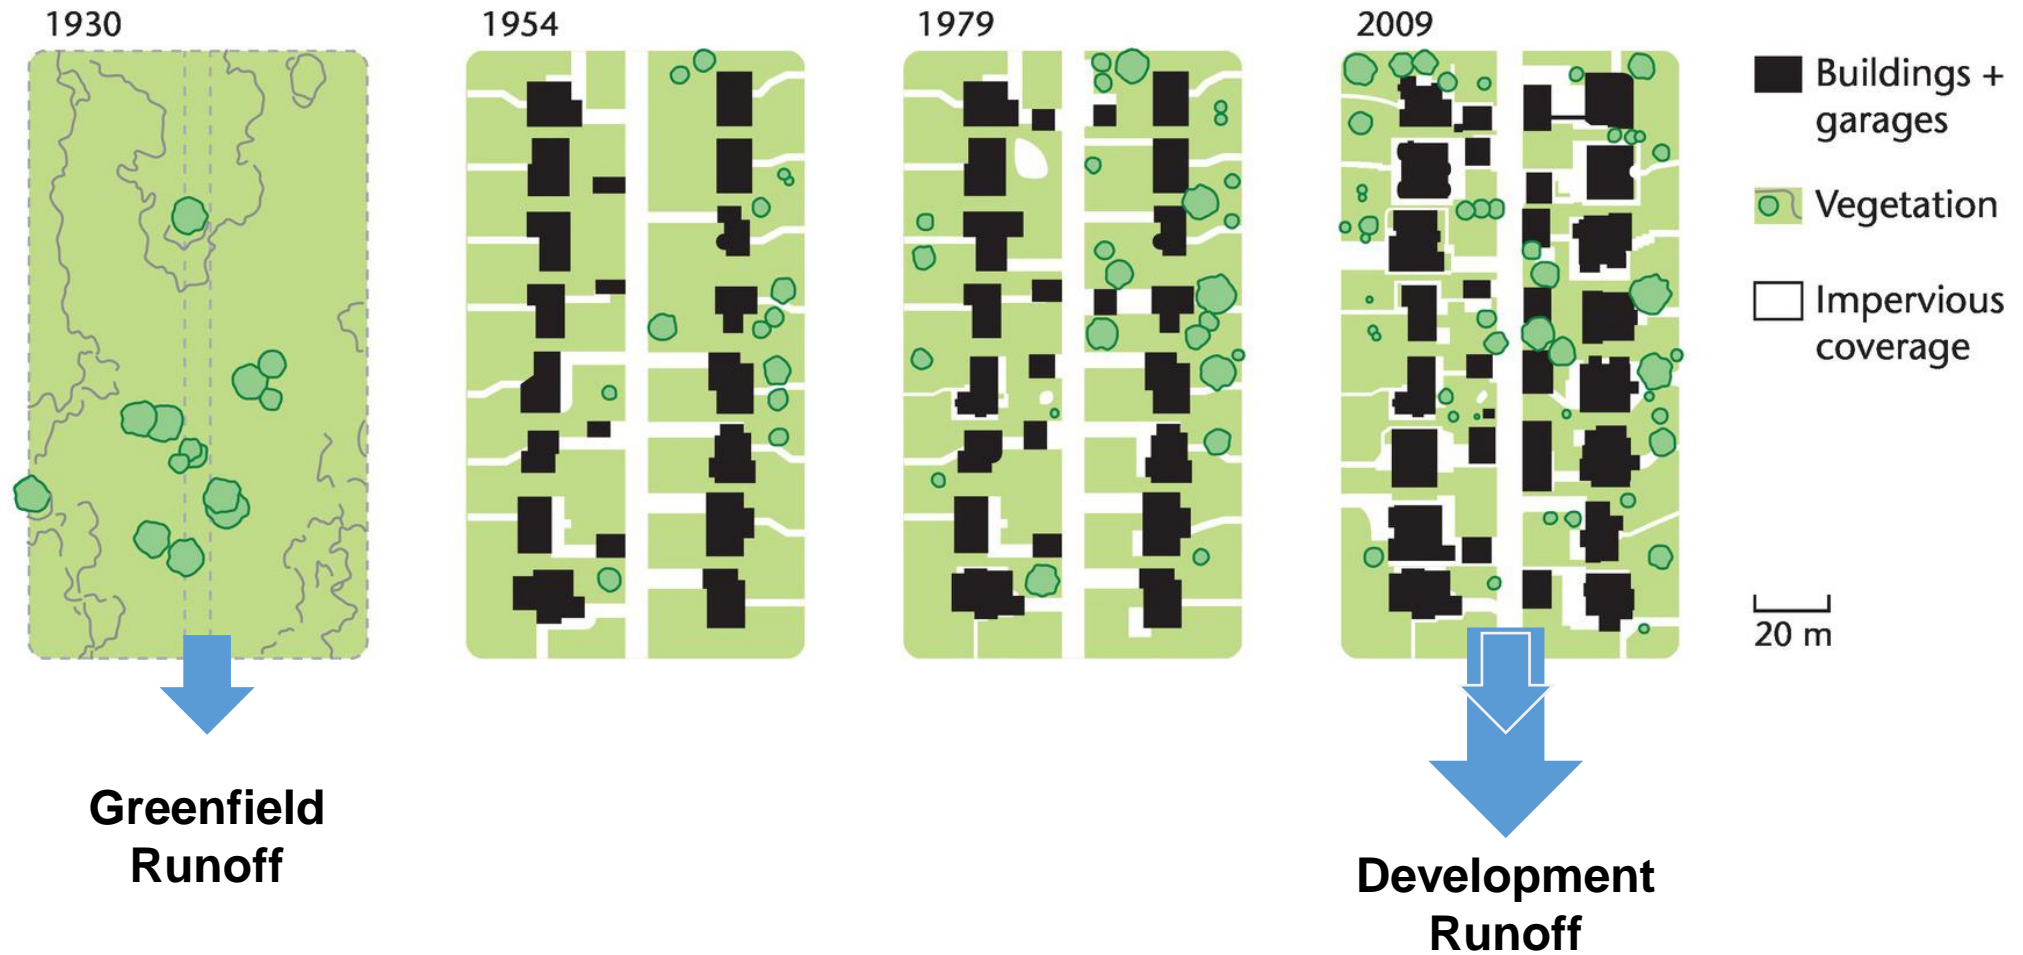 1930
1954
1979
2009
Buildings +
garages
Vegetation
Impervious
coverage
20 m
Greenfield
Runoff
Development
Runoff